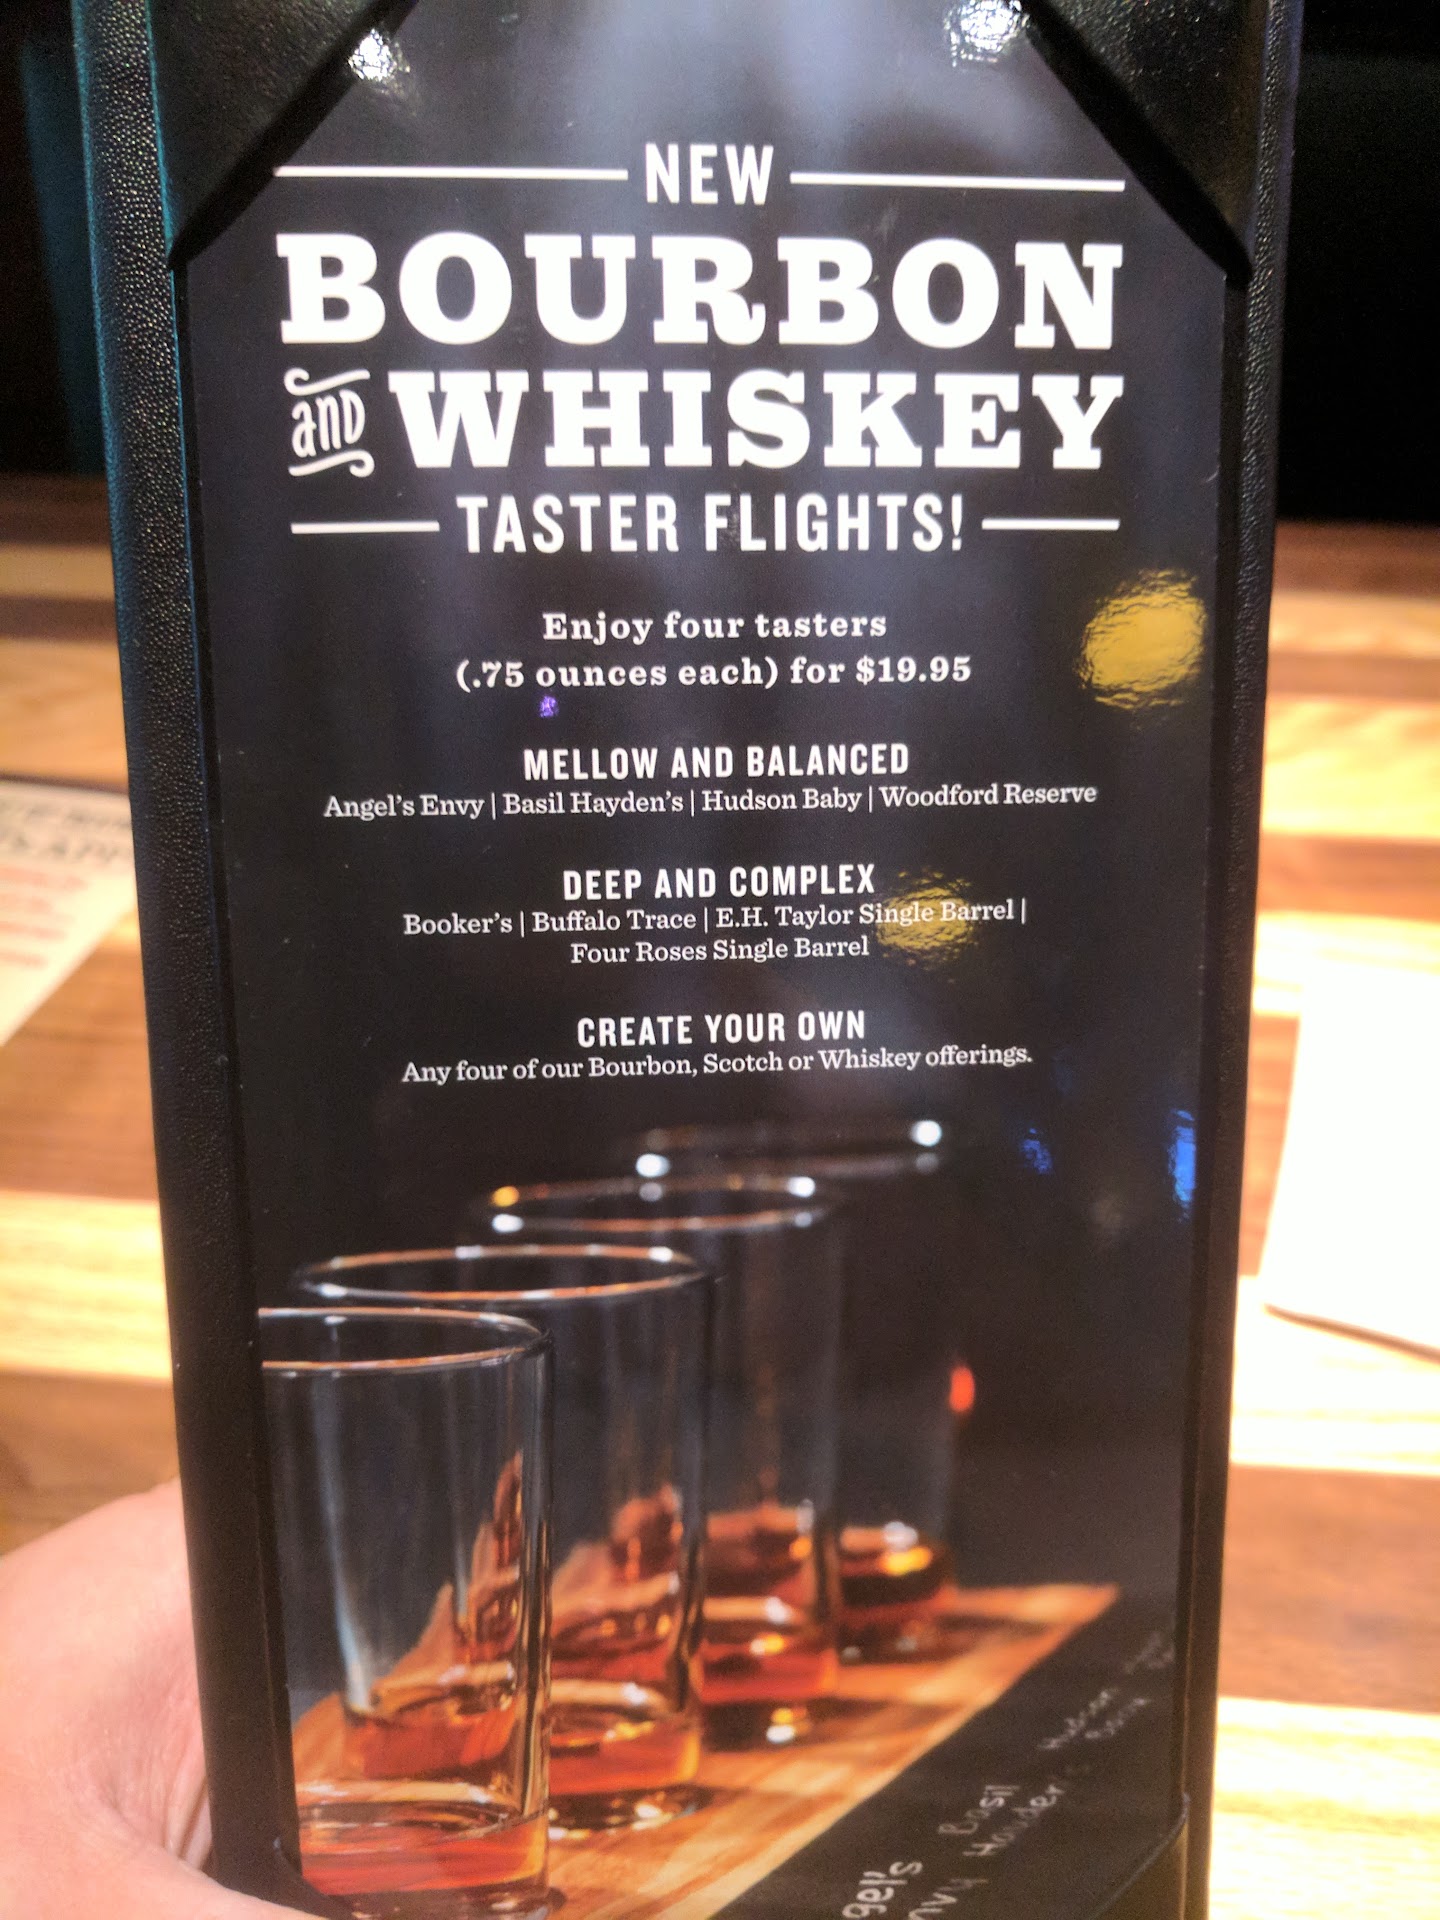 NEW
BOURBON
and WHISKEY
TASTER FLIGHTS!
Enjoy four tasters
(.75 ounces each) for $19.95
MELLOW AND BALANCED
Angel's Envy | Basil Hayden's | Hudson Baby | Woodford Reserve
DEEP AND COMPLEX
Booker's | Buffalo Trace | E.H. Taylor Single Barrel |
Four Roses Single Barrel
CREATE YOUR OWN
Any four of our Bourbon, Scotch or Whiskey offerings.
Hudson
Basil